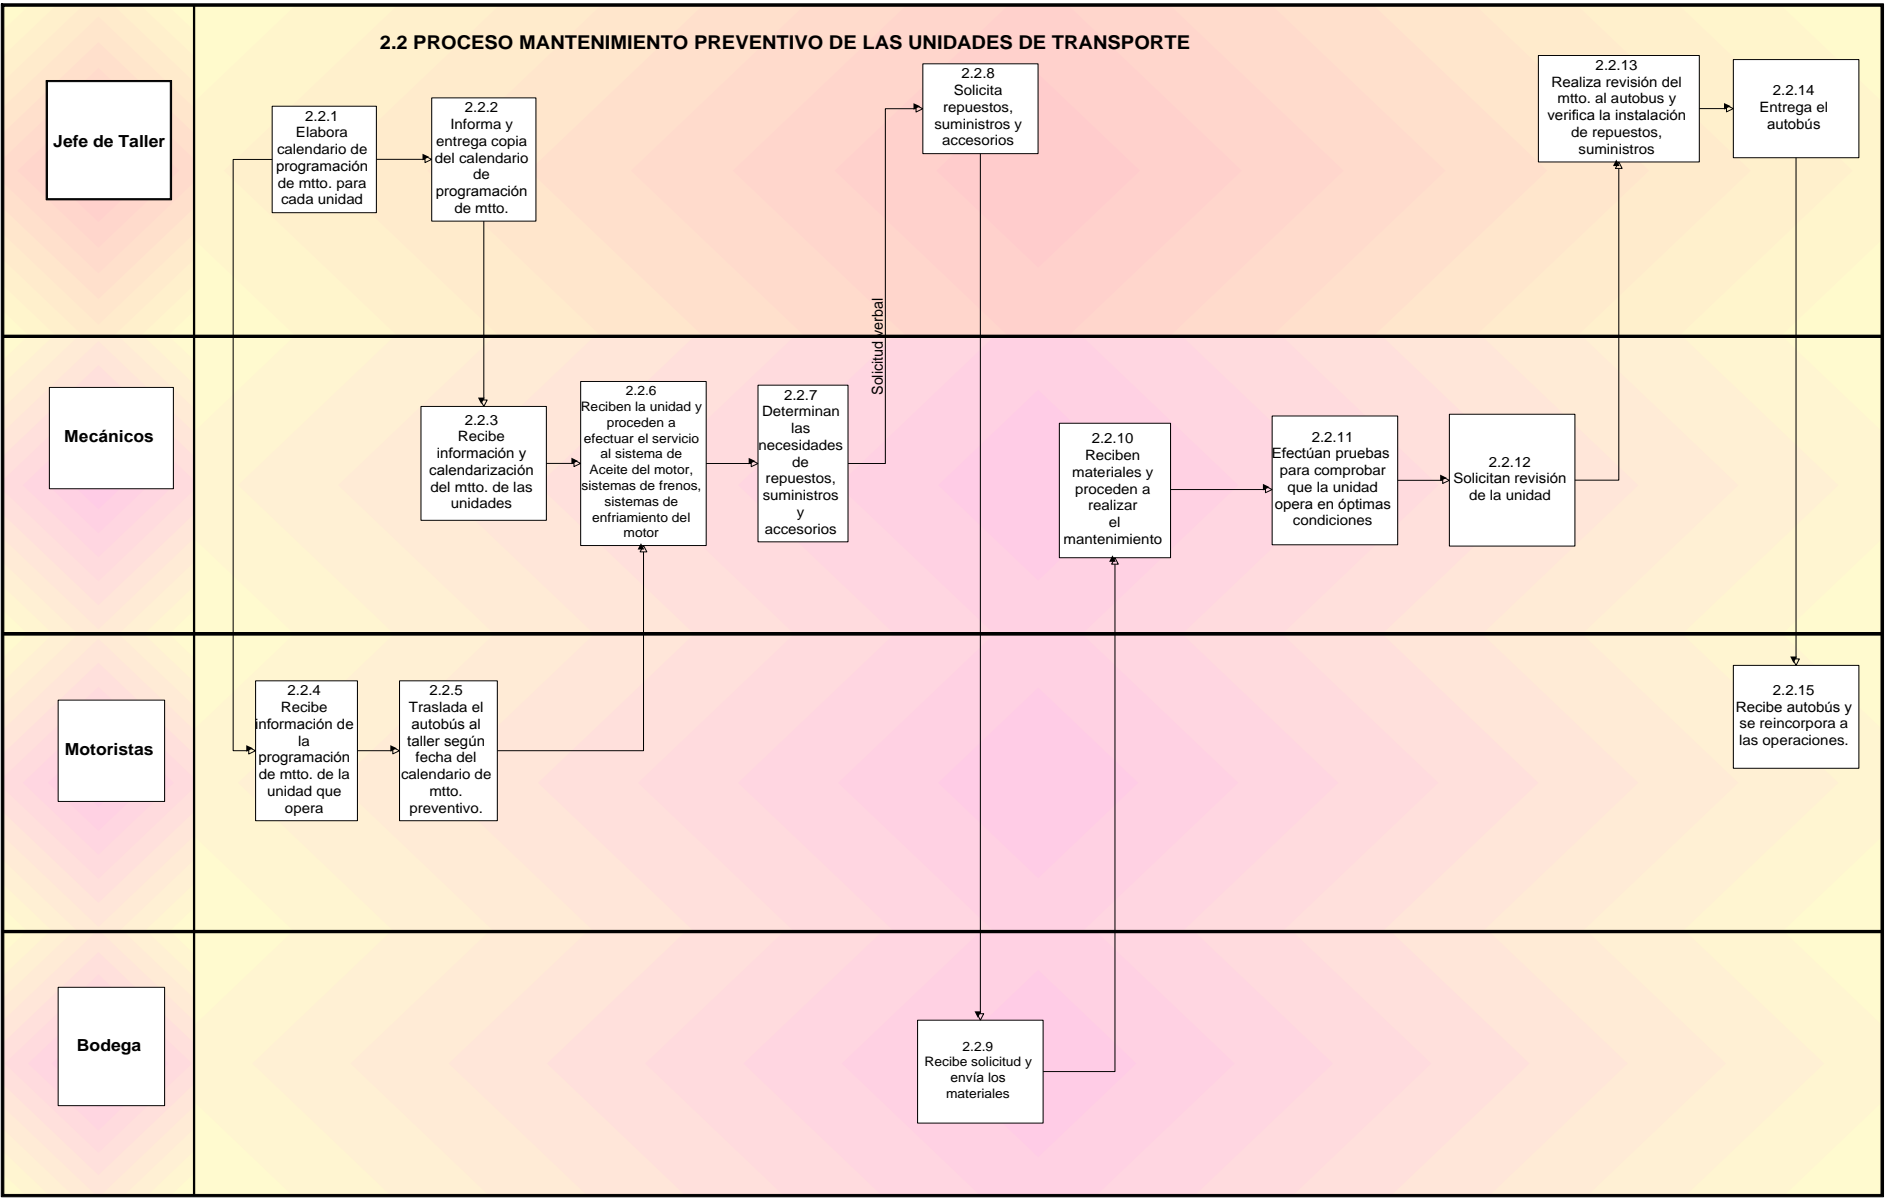 2.2 PROCESO MANTENIMIENTO PREVENTIVO DE LAS UNIDADES DE TRANSPORTE
Jefe de Taller
2.2.1
Elabora
calendario de
programación
de mtto. para
cada unidad
2.2.2
Informa y
entrega copia
del calendario
de
programación
de mtto.
2.2.8
Solicita
repuestos,
suministros y
accesorios
2.2.13
Realiza revisión del
mtto. al autobus y
verifica la instalación
de repuestos,
suministros
2.2.14
Entrega el
autobús
Solicitud verbal
Mecánicos
2.2.3
Recibe
información y
calendarización
del mtto. de las
unidades
2.2.6
Reciben la unidad y
proceden a
efectuar el servicio
al sistema de
Aceite del motor,
sistemas de frenos,
sistemas de
enfriamiento del
motor
2.2.7
Determinan
las
necesidades
de
repuestos,
suministros
y
accesorios
2.2.10
Reciben
materiales y
proceden a
realizar
el
mantenimiento
2.2.11
Efectúan pruebas
para comprobar
que la unidad
opera en óptimas
condiciones
2.2.12
Solicitan revisión
de la unidad
Motoristas
2.2.4
Recibe
información de
la
programación
de mtto. de la
unidad que
opera
2.2.5
Traslada el
autobús al
taller según
fecha del
calendario de
mtto.
preventivo.
2.2.15
Recibe autobús y
se reincorpora a
las operaciones.
Bodega
2.2.9
Recibe solicitud y
envía los
materiales